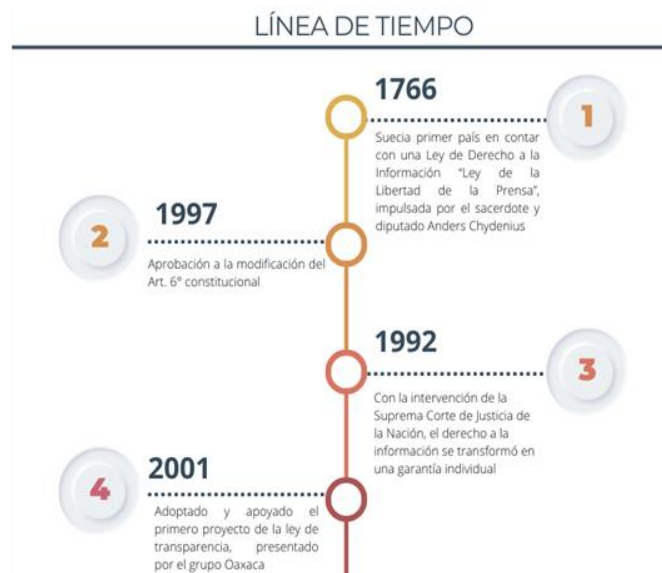 LÍNEA DE TIEMPO
1766
1
Suecia primer país en contar
con una Ley de Derecho a la
Información "Ley de la
Libertad de la Prensa",
impulsada por el sacerdote y
diputado Anders Chydenius
1997
2
Aprobación a la modificación del
Art. 6° constitucional
1992
3
Con la intervención de la
Suprema Corte de Justicia de
la Nación, el derecho a la
información se transformó en
una garantía individual
2001
4
Adoptado y apoyado el
primero proyecto de la ley de
transparencia, presentado
por el grupo Oaxaca